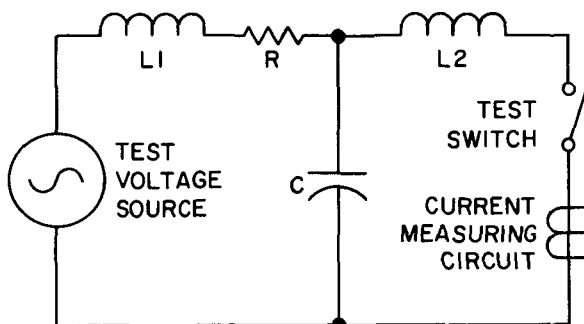 L1
R
L2
TEST
SWITCH
TEST
VOLTAGE
SOURCE
C
CURRENT
MEASURING
CIRCUIT